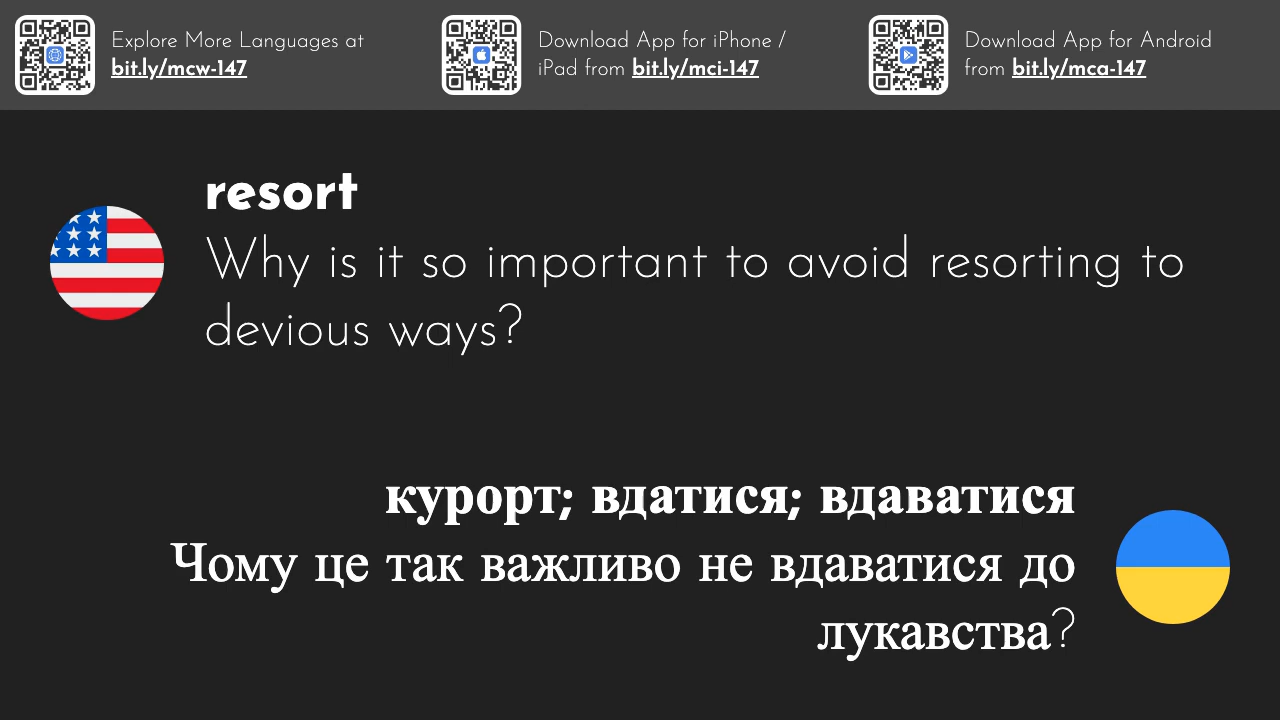 Explore More Languages at
bit.ly/mcw-147
Download App for iPhone /
iPad from bit.ly/mci-147
Download App for Android
from bit.ly/mca-147
resort
Why is it so important to avoid resorting to
devious ways?
курорт; вдатися; вдаватися
Чому це так важливо не вдаватися до
лукавства?